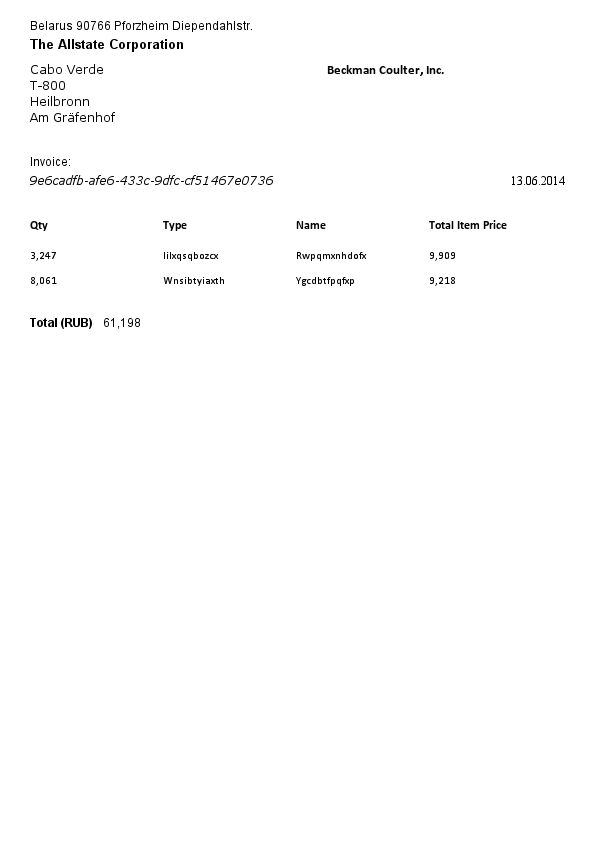 Belarus 90766 Pforzheim Diependahlstr.
The Allstate Corporation
Cabo Verde
Beckman Coulter, Inc.
T-800
Heilbronn
Am Gräfenhof
Invoice:
9e6cadfb-afe6-433c-9dfc-cf51467e0736 13.06.2014
Qty Type Name Total Item Price
3,247 Iilxqsqbozcx Rwpqmxnhdofx 9,909
8,061 Wnsibtyiaxth Ygcdbtfpqfxp 9,218
Total (RUB) 61,198